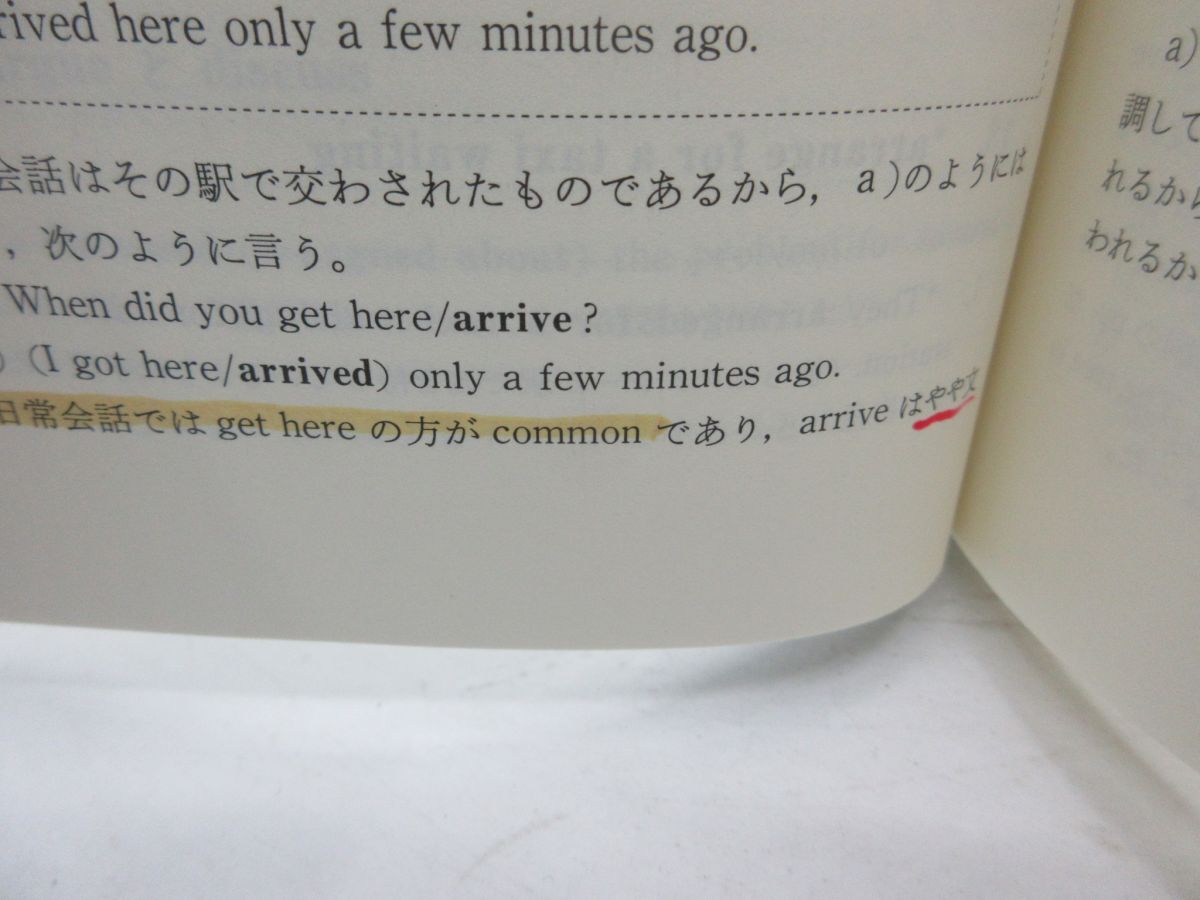 rived here only a few minutes ago.
会話はその駅で交わされたものであるから，a)のようには
，次のように言う。
When did you get here/arrive?
) (I got here/arrived) only a few minutes ago.
日常会話では get here の方が common であり，arrive はやや文
a)
調して
れるから
われるか